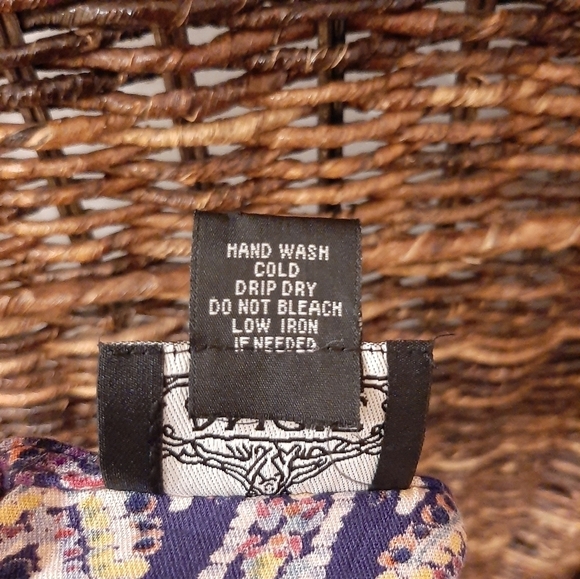 HAND WASH
COLD
DRIP DRY
DO NOT BLEACH
LOW IRON
IF NEEDED